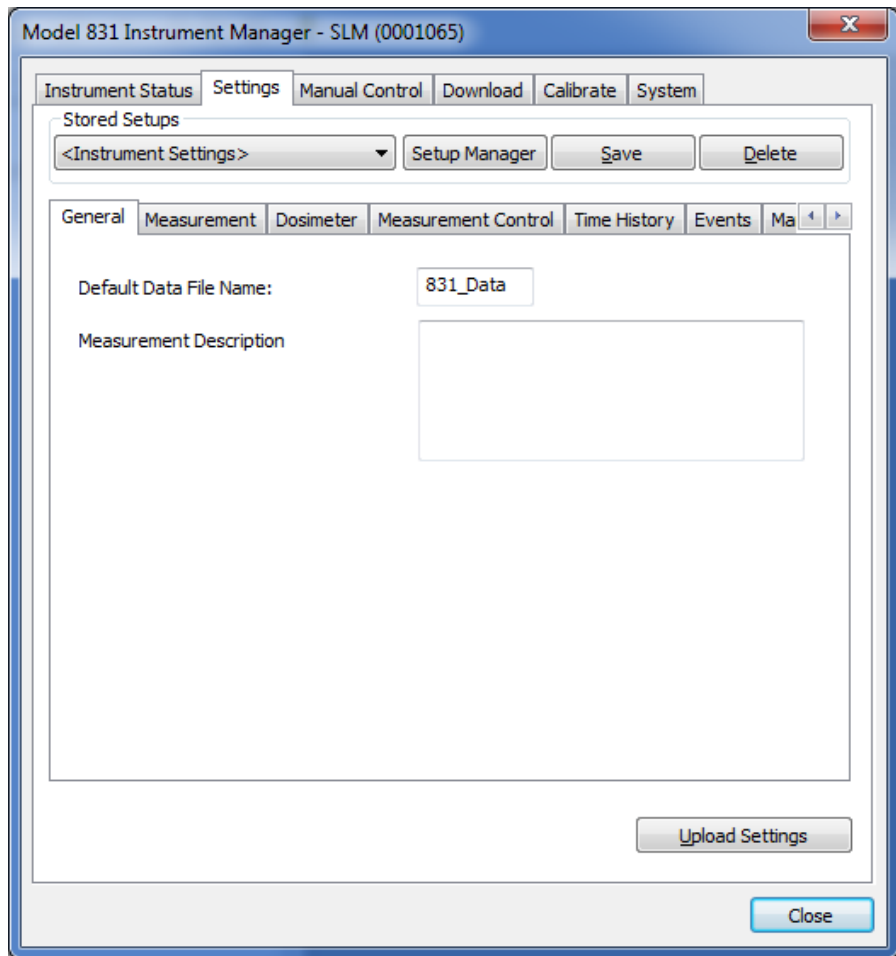 Model 831 Instrument Manager - SLM (0001065)
Instrument Status Settings Manual Control Download Calibrate System
Stored Setups
<Instrument Settings> Setup Manager Save Delete
General Measurement Dosimeter Measurement Control Time History Events Ma
Default Data File Name: 831_Data
Measurement Description
Upload Settings
Close